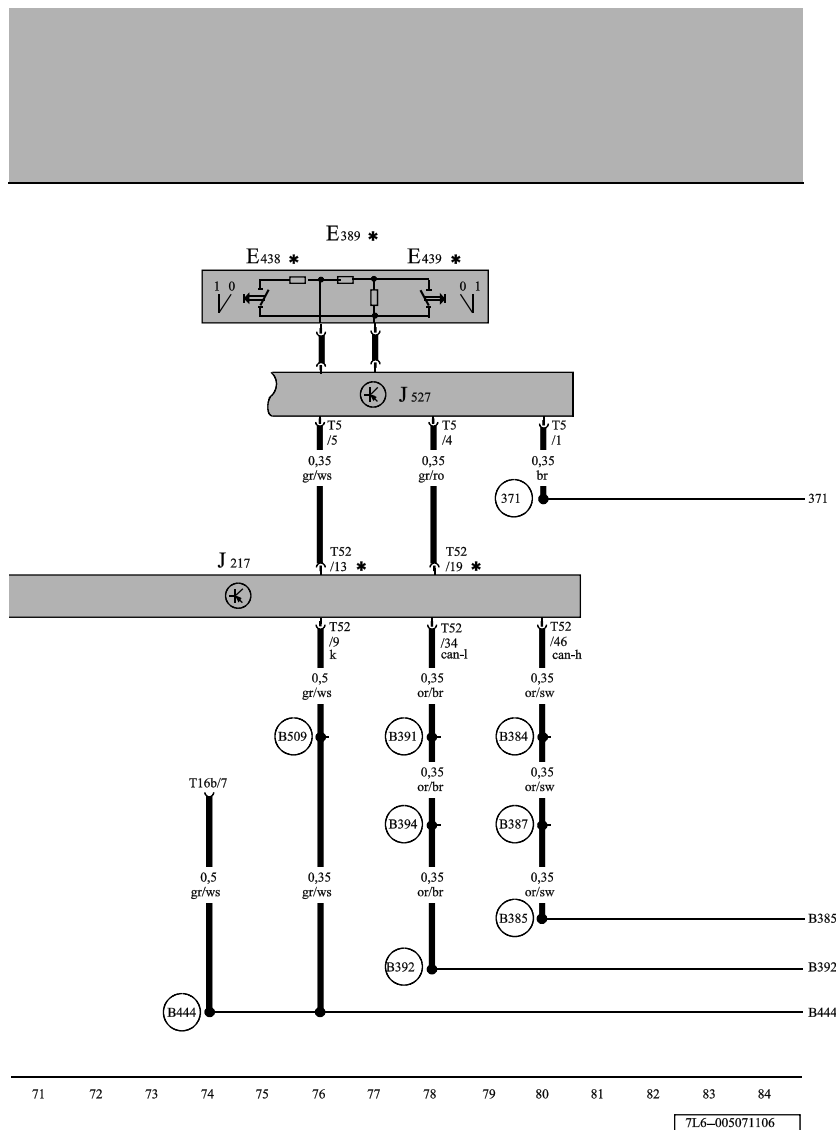 E389 *
E438 * E439 *
1 0 0 1
J 527
T5 T5 T5
/5 /4 /1
0,35 0,35 0,35
gr/ws gr/ro br
371 371
J 217 T52 T52
/13 * /19 *
T52 T52 T52
/9 /34 /46
k can-l can-h
0,5 0,35 0,35
gr/ws or/br or/sw
B509 B391 B384
0,35 0,35
T16b/7 or/br or/sw
B394 B387
0,5 0,35 0,35 0,35
gr/ws gr/ws or/br or/sw
B385 B385
B392 B392
B444 B444
71 72 73 74 75 76 77 78 79 80 81 82 83 84
7L6–005071106